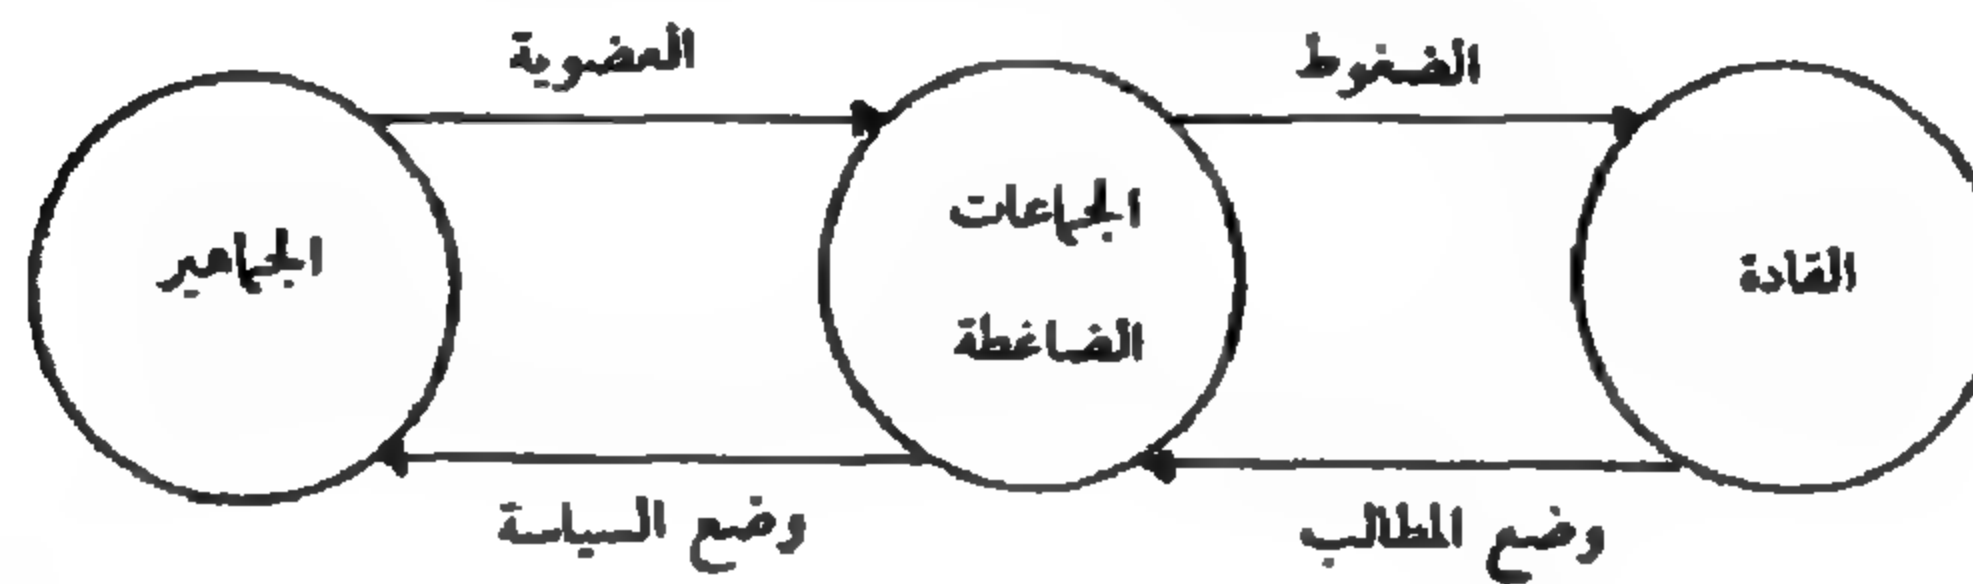 الضغوط
العضوية
القادة
الجماعات
الضاغطة
الجماهير
وضع المطالب
وضع السياسة